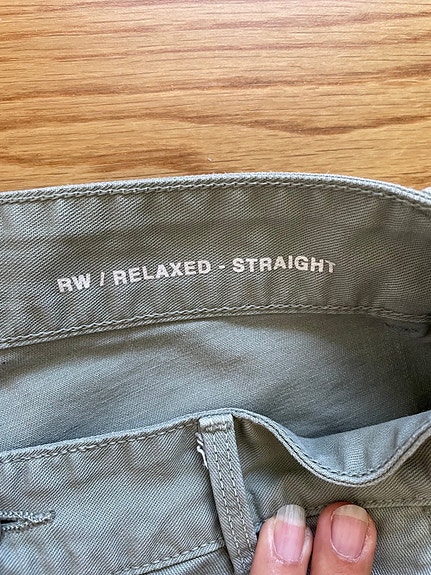 RW / RELAXED - STRAIGHT